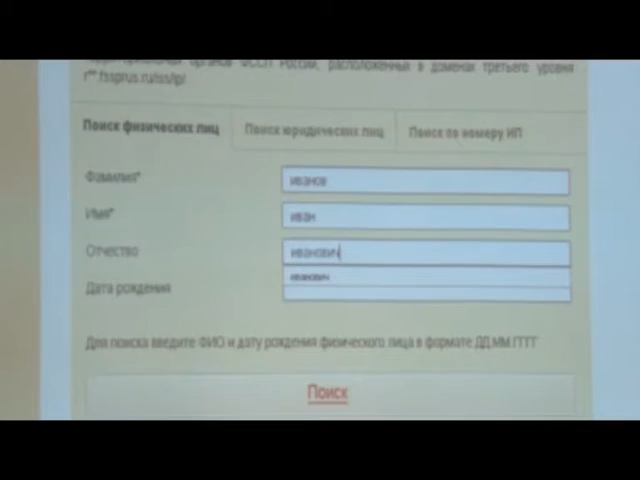 территориальных органов ФССП России, расположенных в доменах третьего уровня
r**.fssprus.ru/iss/ip/
Поиск физических лиц
Поиск юридических лиц
Поиск по номеру ИП
Фамилия*
иванов
Имя*
иван
Отчество
иванович
иванович
Дата рождения
Для поиска введите ФИО и дату рождения физического лица в формате ДД.ММ.ГГГГ
Поиск